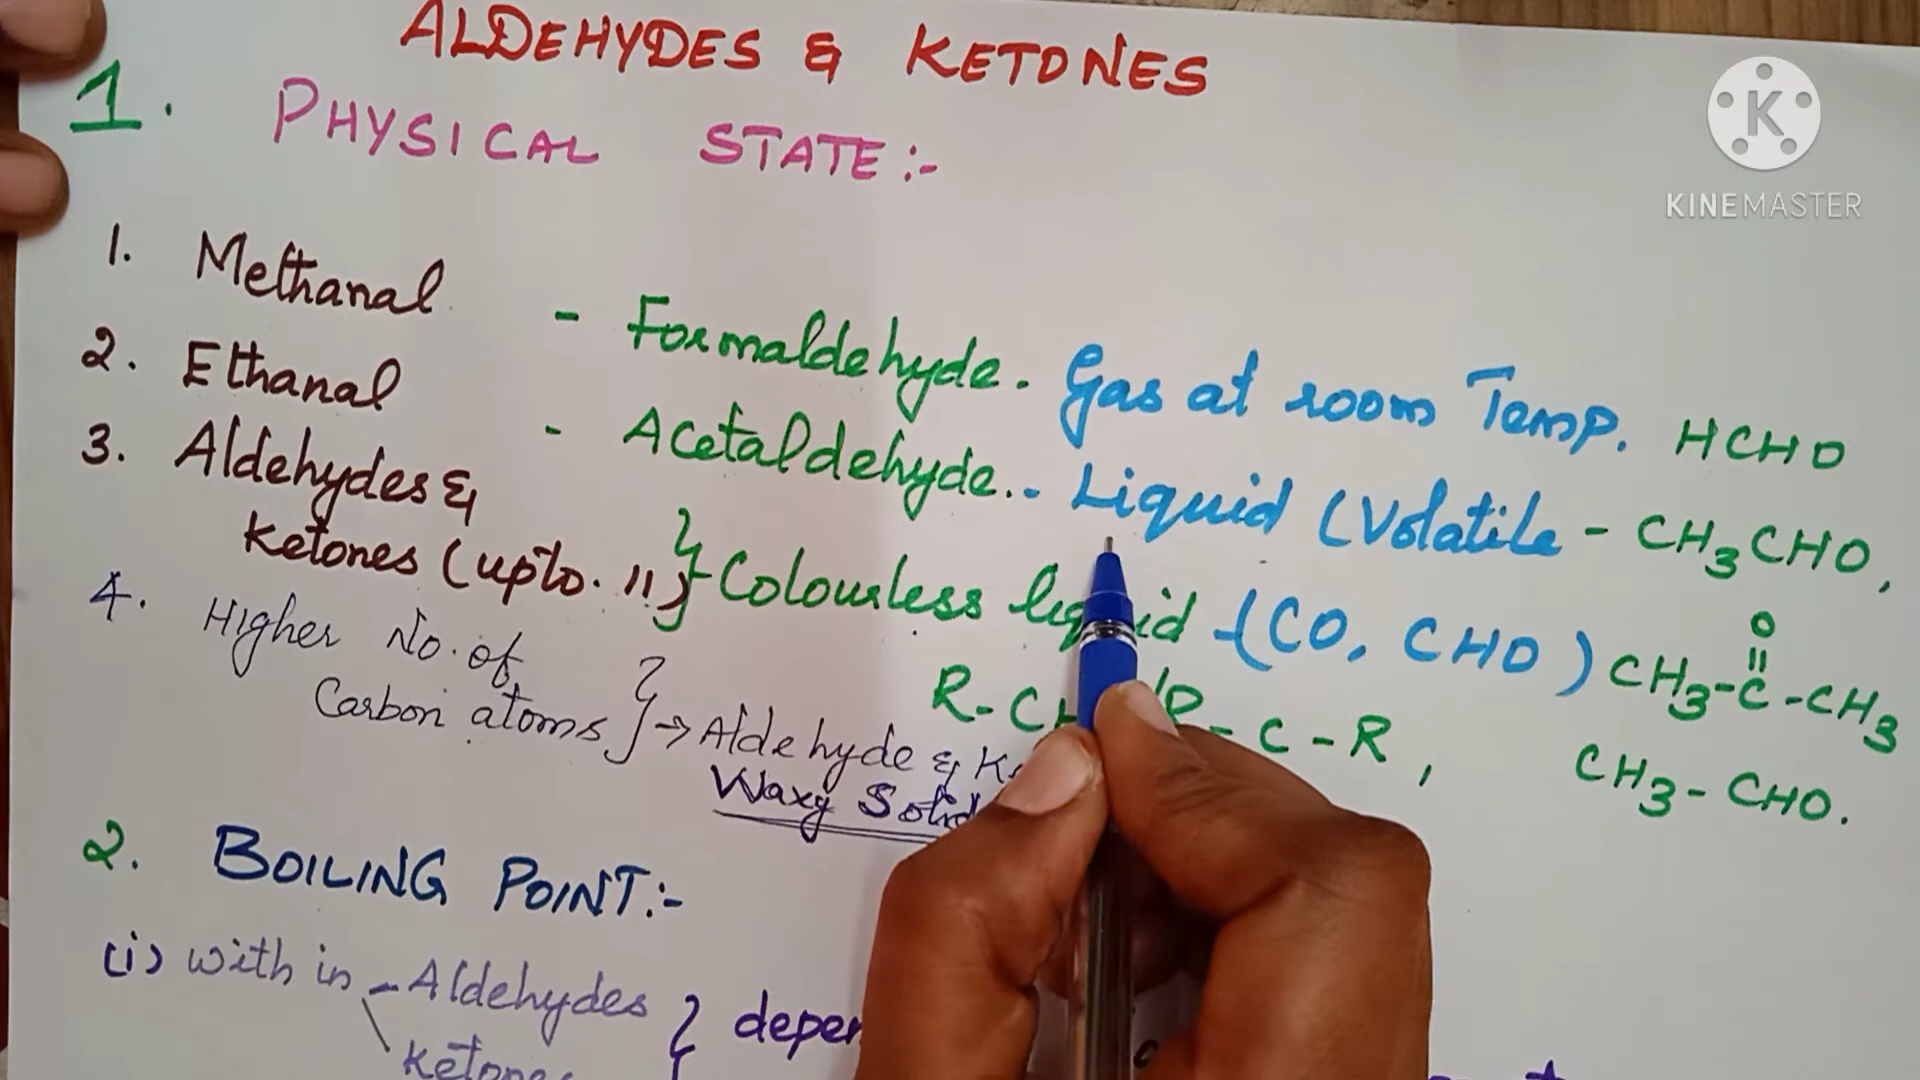 ALDEHYDES & KETONES
1. PHYSICAL STATE:-
KINEMASTER
1. Methanal - Formaldehyde. Gas at room Temp. HCHO
2. Ethanal - Acetaldehyde.. - Liquid (Volatile - CH3CHO,
3. Aldehydes &
Ketones (upto. 11) } Colourless liquid - (CO, CHO) CH3-C-CH3
O
R-C R-C-R, CH3-CHO.
4. Higher No. of
Carbon atoms } → Aldehyde &
Waxy Solid
2. BOILING POINT:-
(i) with in - Aldehydes
Ketones